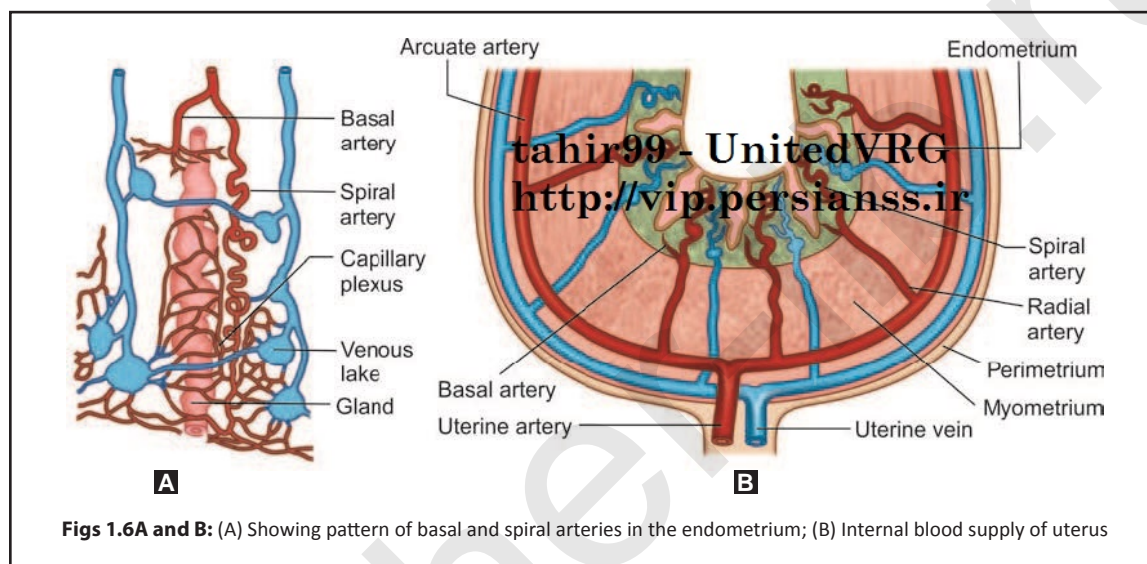 Arcuate artery
Endometrium
Basal
artery
Spiral
artery
Capillary
plexus
Venous
lake
Gland
tahir99 - UnitedVRG
http://vip.persianss.ir
Spiral
artery
Radial
artery
Perimetrium
Myometrium
Basal artery
Uterine artery
Uterine vein
A
B
Figs 1.6A and B: (A) Showing pattern of basal and spiral arteries in the endometrium; (B) Internal blood supply of uterus